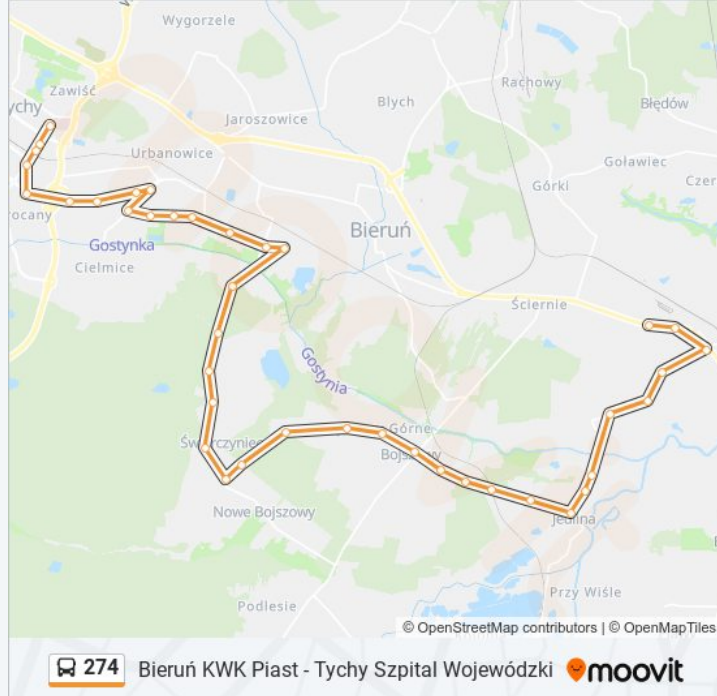 Wygorzele
Zawiść
Rachowy
Blych
Błędów
ychy
Jaroszowice
Urbanowice
Goławiec
Czer
Górki
rocany
Bieruń
Gostynka
Cielmice
Ściernie
Gostynia
Górne
Bojszowy
Nowe Bojszowy
Jedlina
Przy Wiśle
Podlesie
© OpenStreetMap contributors | © OpenMapTiles
274 Bieruń KWK Piast - Tychy Szpital Wojewódzki moovit